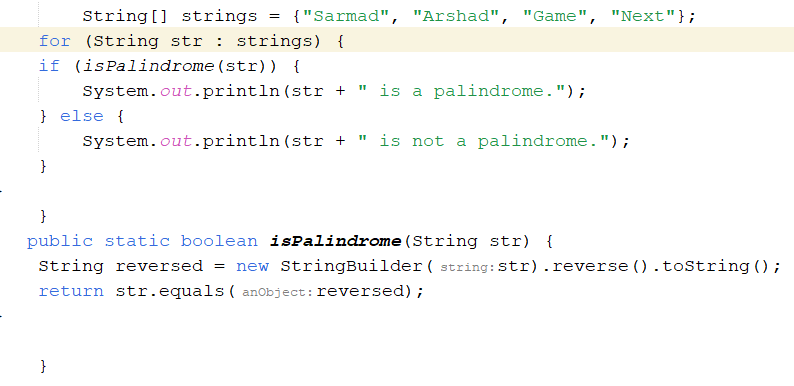 String[] strings = {"Sarmad", "Arshad", "Game", "Next"};
for (String str : strings) {
if (isPalindrome(str)) {
System.out.println(str + " is a palindrome.");
} else {
System.out.println(str + " is not a palindrome.");
}
}
public static boolean isPalindrome(String str) {
String reversed = new StringBuilder( string: str).reverse().toString();
return str.equals( anObject: reversed);
}